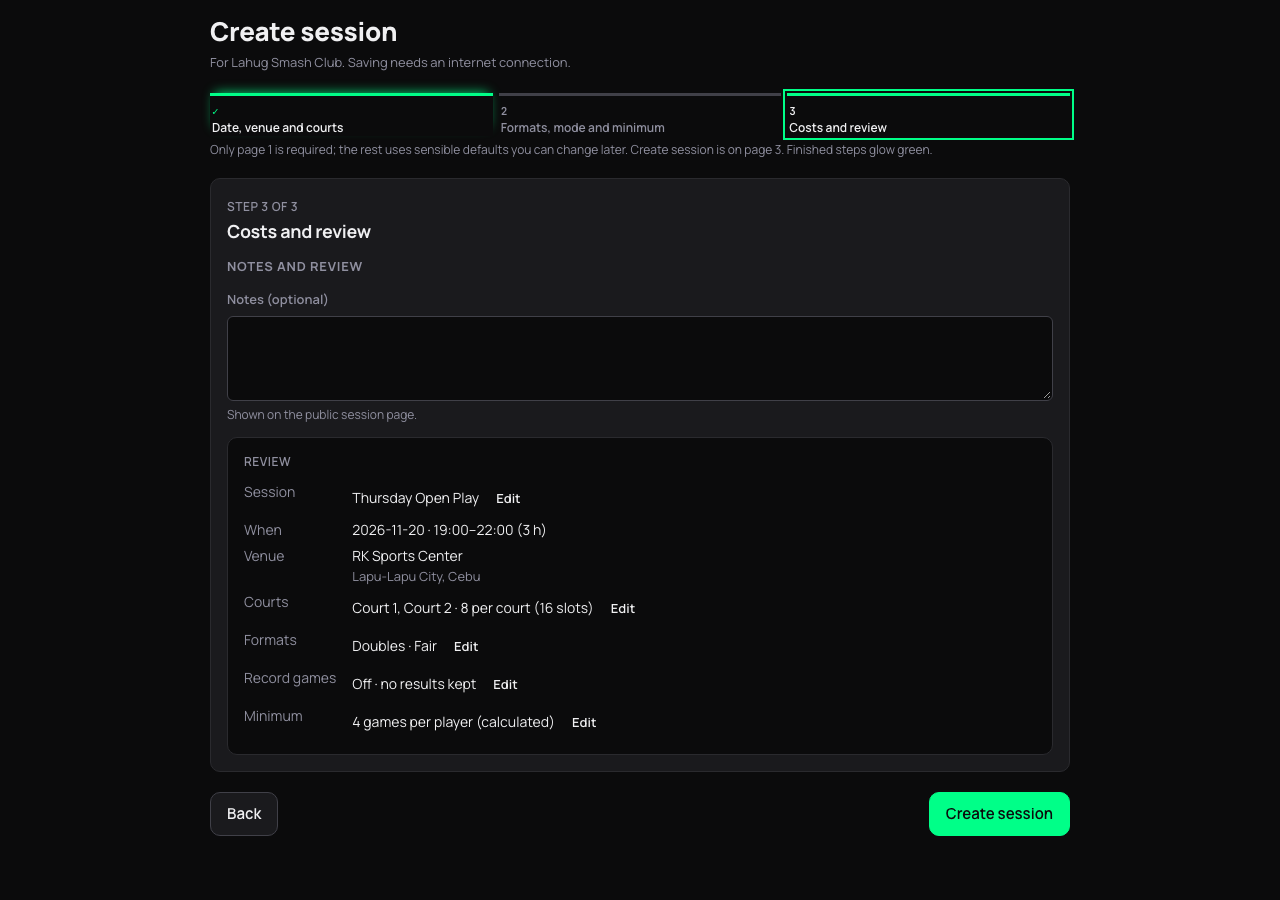 Create session
For Lahug Smash Club. Saving needs an internet connection.
✓
Date, venue and courts
2
Formats, mode and minimum
3
Costs and review
Only page 1 is required; the rest uses sensible defaults you can change later. Create session is on page 3. Finished steps glow green.
STEP 3 OF 3
Costs and review
NOTES AND REVIEW
Notes (optional)
Shown on the public session page.
REVIEW
Session Thursday Open Play Edit
When 2026-11-20 · 19:00–22:00 (3 h)
Venue RK Sports Center
Lapu-Lapu City, Cebu
Courts Court 1, Court 2 · 8 per court (16 slots) Edit
Formats Doubles · Fair Edit
Record games Off · no results kept Edit
Minimum 4 games per player (calculated) Edit
Back Create session